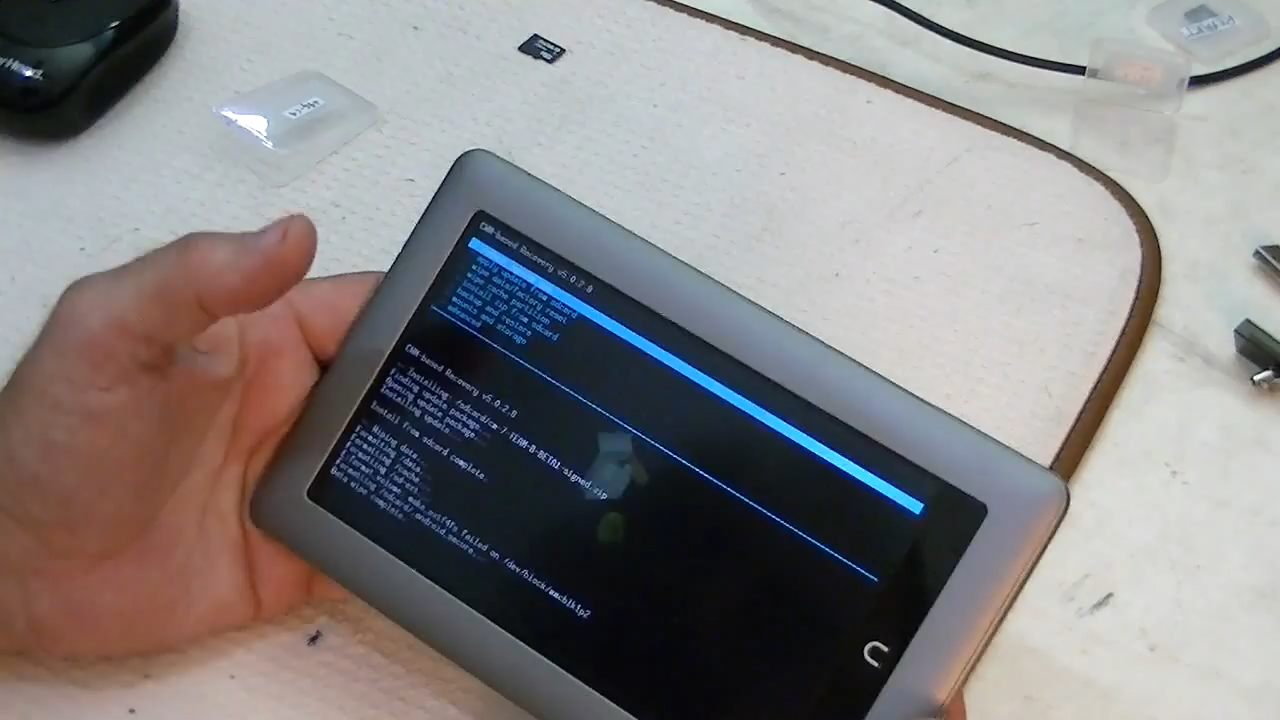 CWM-based Recovery v5.0.2.8
apply update from sdcard
wipe data/factory reset
wipe cache partition
install zip from sdcard
backup and restore
mounts and storage
advanced
CWM-based Recovery v5.0.2.8
-- Installing: /sdcard/cm-7-TEAM-B-BETA1-signed.zip
Finding update package...
Opening update package...
Installing update...
Install from sdcard complete.
-- Wiping data...
Formatting /data...
Formatting /cache...
Formatting /sd-ext...
Formatting /sdcard/.android_secure...
Data wipe complete.